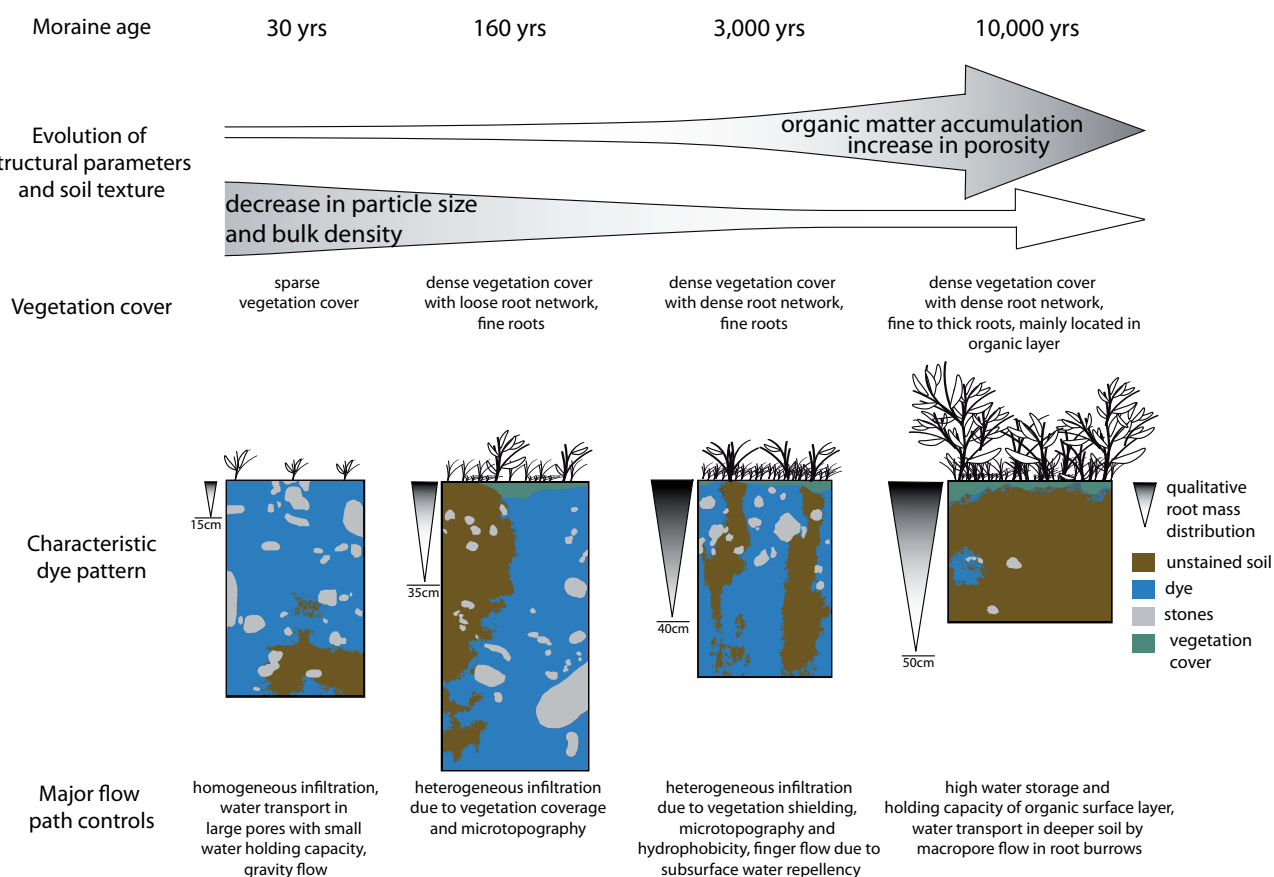 Moraine age
30 yrs
160 yrs
3,000 yrs
10,000 yrs
Evolution of
tructural parameters
and soil texture
organic matter accumulation
increase in porosity
decrease in particle size
and bulk density
Vegetation cover
sparse
vegetation cover
dense vegetation cover
with loose root network,
fine roots
dense vegetation cover
with dense root network,
fine roots
dense vegetation cover
with dense root network,
fine to thick roots, mainly located in
organic layer
Characteristic
dye pattern
15cm
35cm
40cm
50cm
qualitative
root mass
distribution
unstained soil
dye
stones
vegetation
cover
Major flow
path controls
homogeneous infiltration,
water transport in
large pores with small
water holding capacity,
gravity flow
heterogeneous infiltration
due to vegetation coverage
and microtopography
heterogeneous infiltration
due to vegetation shielding,
microtopography and
hydrophobicity, finger flow due to
subsurface water repellency
high water storage and
holding capacity of organic surface layer,
water transport in deeper soil by
macropore flow in root burrows